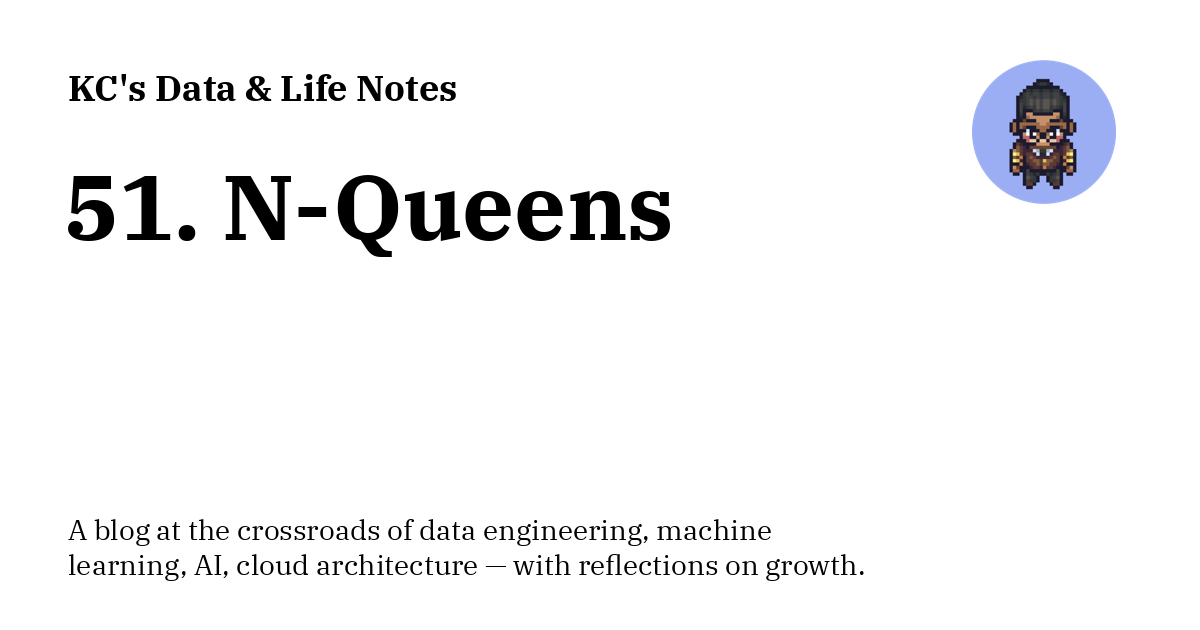 KC's Data & Life Notes
51. N-Queens
A blog at the crossroads of data engineering, machine
learning, AI, cloud architecture — with reflections on growth.